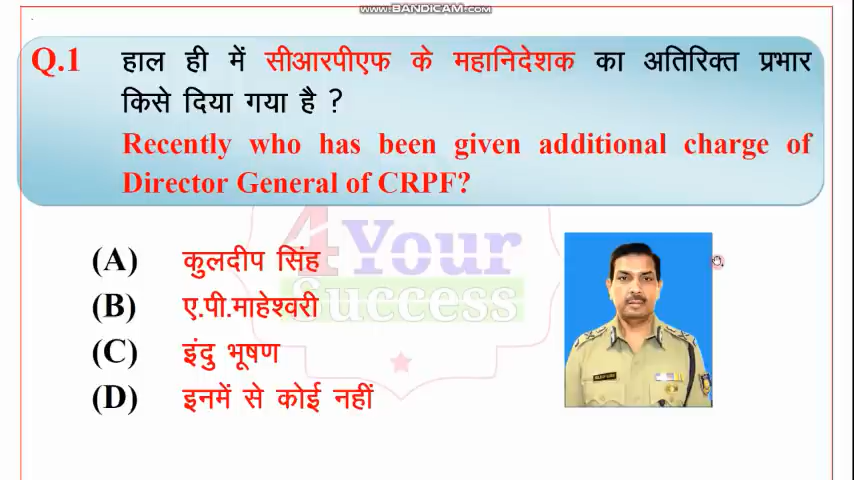 www.BANDICAM.com
Q.1 हाल ही में सीआरपीएफ के महानिदेशक का अतिरिक्त प्रभार
किसे दिया गया है ?
Recently who has been given additional charge of
Director General of CRPF?
4Your
Success
(A) कुलदीप सिंह
(B) ए.पी.माहेश्वरी
(C) इंदु भूषण
(D) इनमें से कोई नहीं